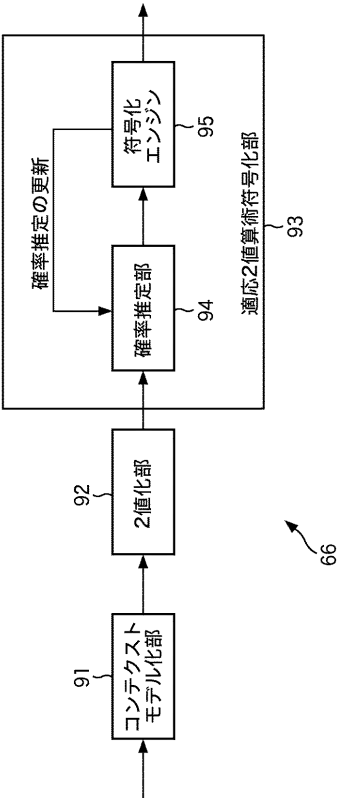 91
コンテクスト
モデル化部
92
2値化部
確率推定の更新
確率推定部
94
符号化
エンジン
95
適応2値算術符号化部
93
66